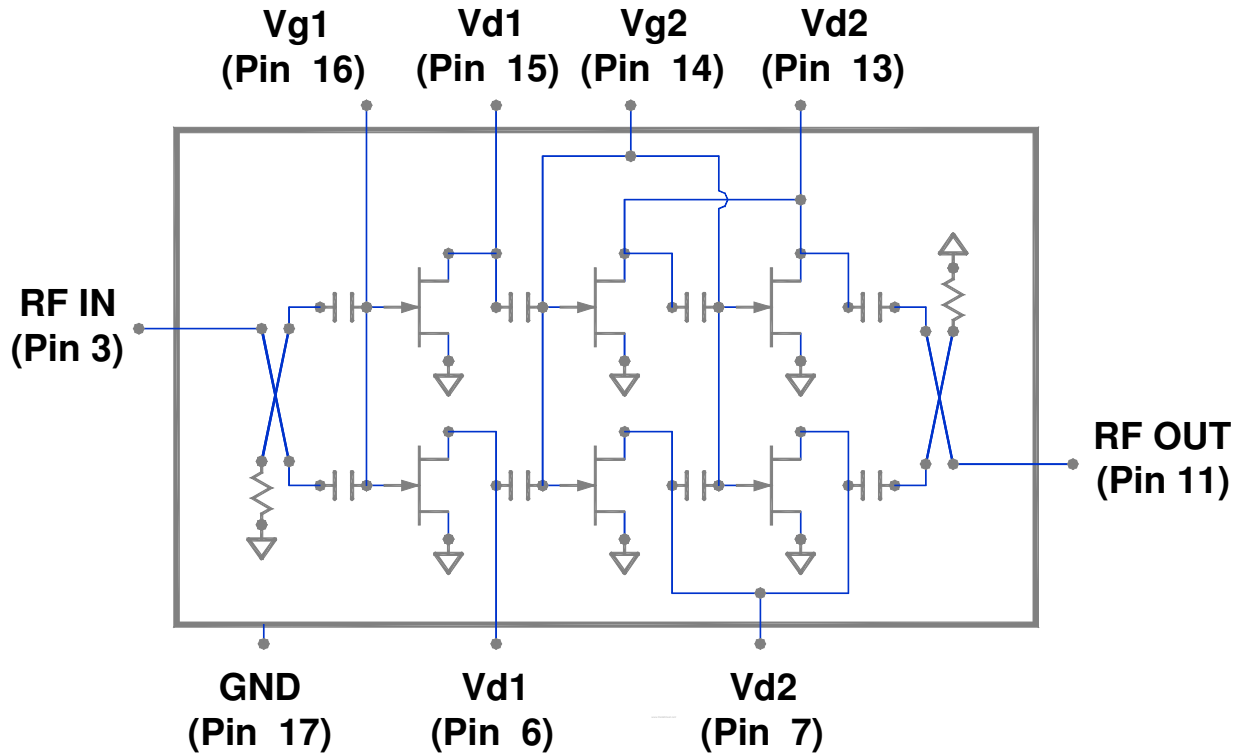 Vg1
(Pin 16)
Vd1
(Pin 15)
Vg2
(Pin 14)
Vd2
(Pin 13)
RF IN
(Pin 3)
RF OUT
(Pin 11)
GND
(Pin 17)
Vd1
(Pin 6)
Vd2
(Pin 7)